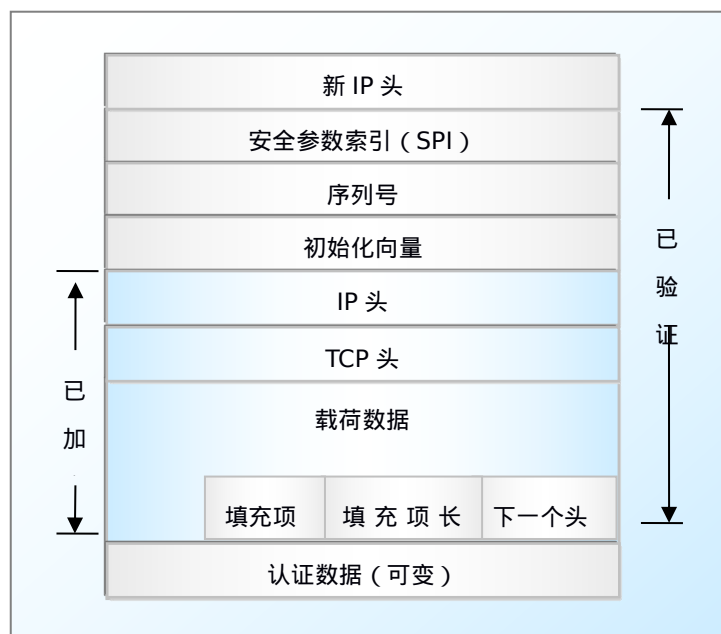 新 IP 头
安全参数索引（SPI）
序列号
初始化向量
IP 头
TCP 头
载荷数据
填充项
填 充 项 长
下一个头
认证数据（可变）
已
加
已
验
证